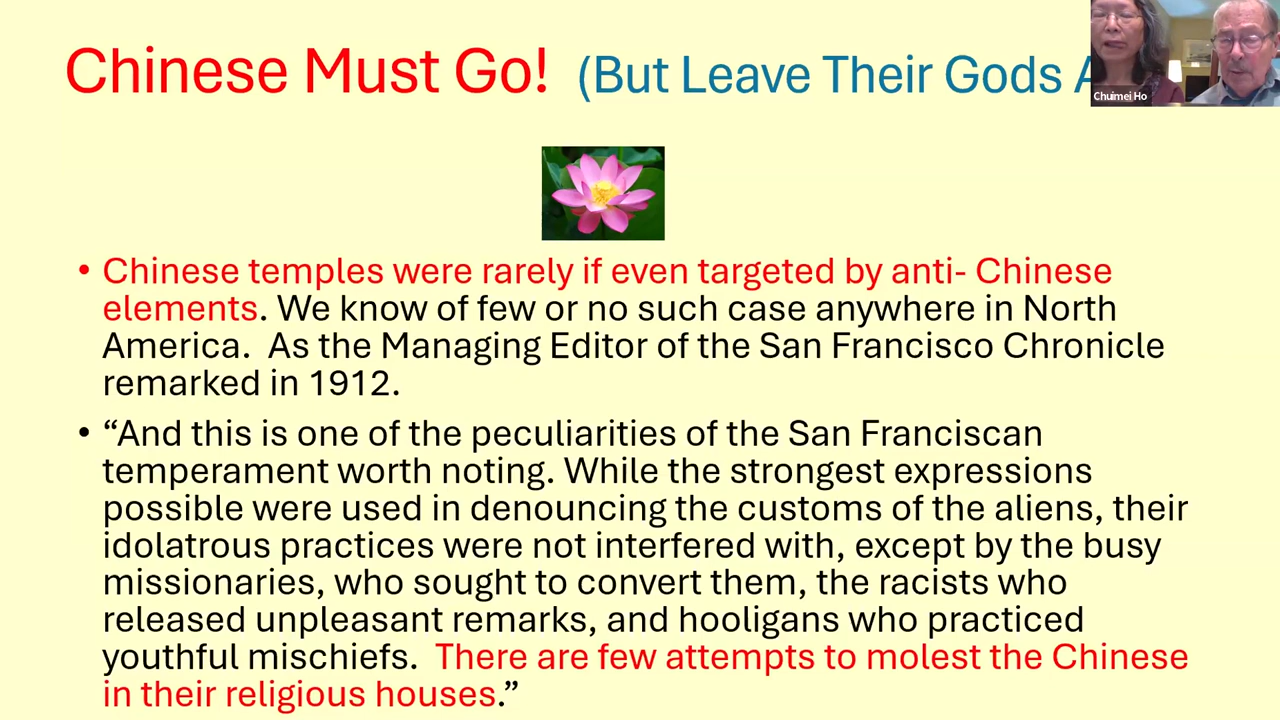 Chinese Must Go! (But Leave Their Gods
Chuimei Ho
• Chinese temples were rarely if even targeted by anti- Chinese
elements. We know of few or no such case anywhere in North
America. As the Managing Editor of the San Francisco Chronicle
remarked in 1912.
• “And this is one of the peculiarities of the San Franciscan
temperament worth noting. While the strongest expressions
possible were used in denouncing the customs of the aliens, their
idolatrous practices were not interfered with, except by the busy
missionaries, who sought to convert them, the racists who
released unpleasant remarks, and hooligans who practiced
youthful mischiefs. There are few attempts to molest the Chinese
in their religious houses.”